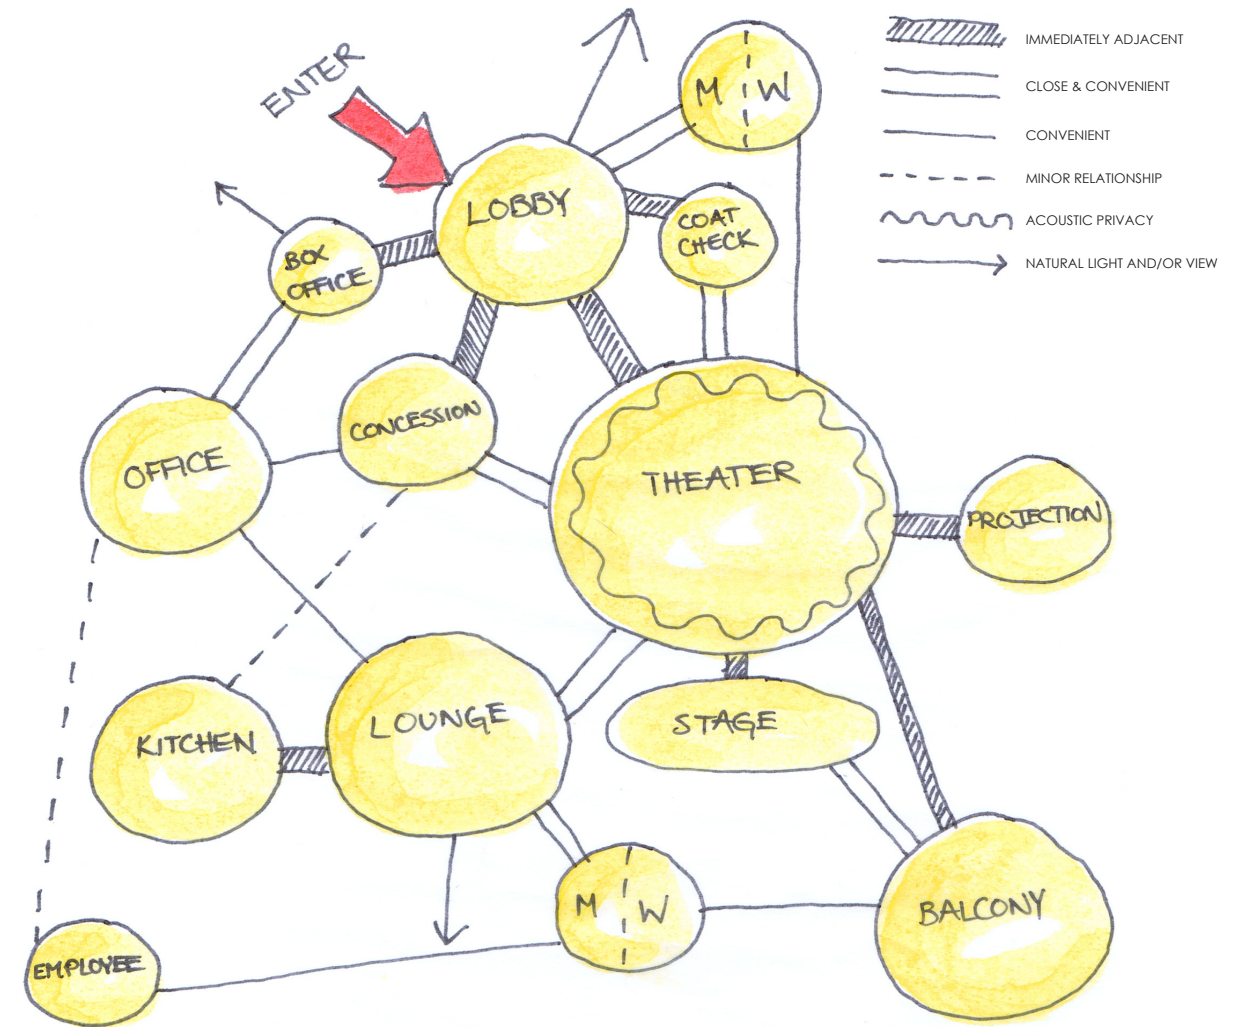 ENTER
M W
IMMEDIATELY ADJACENT
CLOSE & CONVENIENT
CONVENIENT
MINOR RELATIONSHIP
ACOUSTIC PRIVACY
NATURAL LIGHT AND/OR VIEW
LOBBY
COAT
CHECK
BOX
OFFICE
CONCESSION
OFFICE
THEATER
PROJECTION
KITCHEN
LOUNGE
STAGE
M W
BALCONY
EMPLOYEE